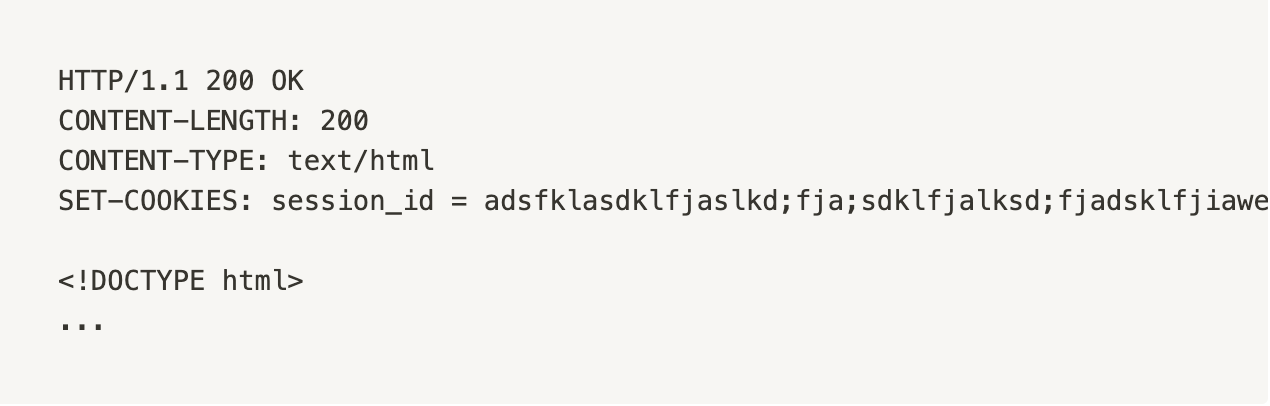 HTTP/1.1 200 OK
CONTENT-LENGTH: 200
CONTENT-TYPE: text/html
SET-COOKIES: session_id = adsfklasdklfjaslkd;fja;sdklfjalksd;fjadsklfjiawe
<!DOCTYPE html>
...